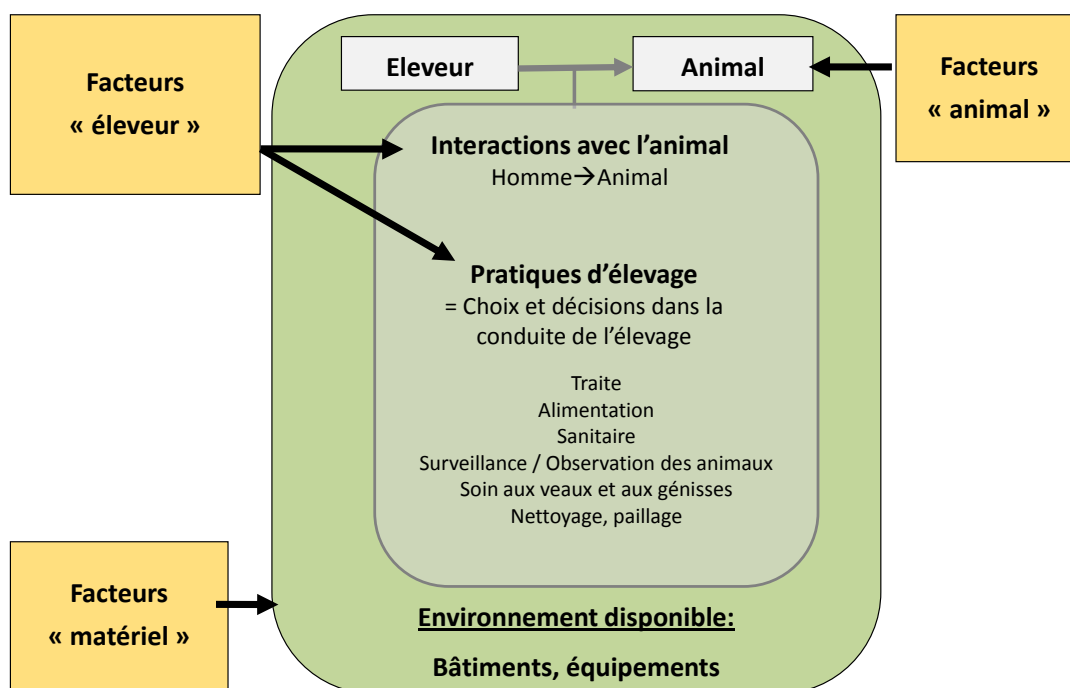 Facteurs
« éleveur »
Eleveur
Animal
Facteurs
« animal »
Interactions avec l'animal
Homme→Animal
Pratiques d'élevage
= Choix et décisions dans la
conduite de l'élevage
Traite
Alimentation
Sanitaire
Surveillance / Observation des animaux
Soin aux veaux et aux génisses
Nettoyage, paillage
Facteurs
« matériel »
Environnement disponible:
Bâtiments, équipements